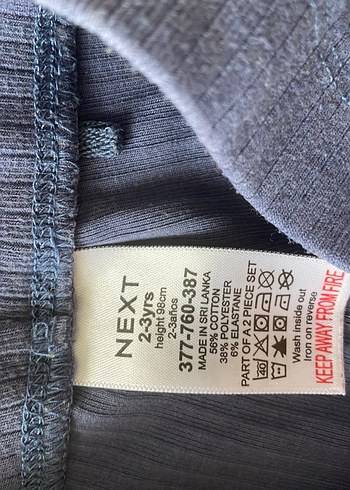 NEXT
2-3yrs
height 98cm
2-3años
377-760-387
MADE IN SRI LANKA
56% COTTON
38% POLYESTER
6% ELASTANE
PART OF A 2 PIECE SET
40
Wash inside out
Iron on reverse
KEEP AWAY FROM FIRE